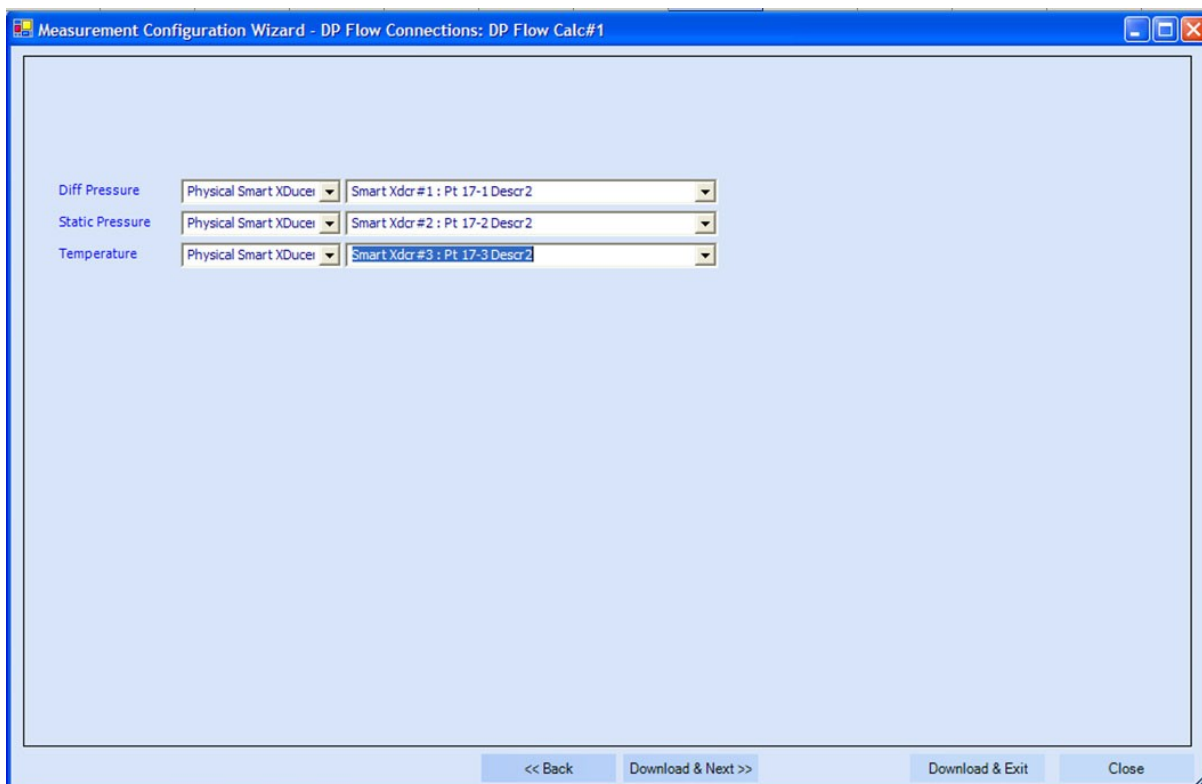 Measurement Configuration Wizard - DP Flow Connections: DP Flow Calc#1
Diff Pressure Physical Smart XDucer Smart Xdcr#1 : Pt 17-1 Descr2
Static Pressure Physical Smart XDucer Smart Xdcr#2 : Pt 17-2 Descr2
Temperature Physical Smart XDucer Smart Xdcr#3 : Pt 17-3 Descr2
<< Back Download & Next >> Download & Exit Close